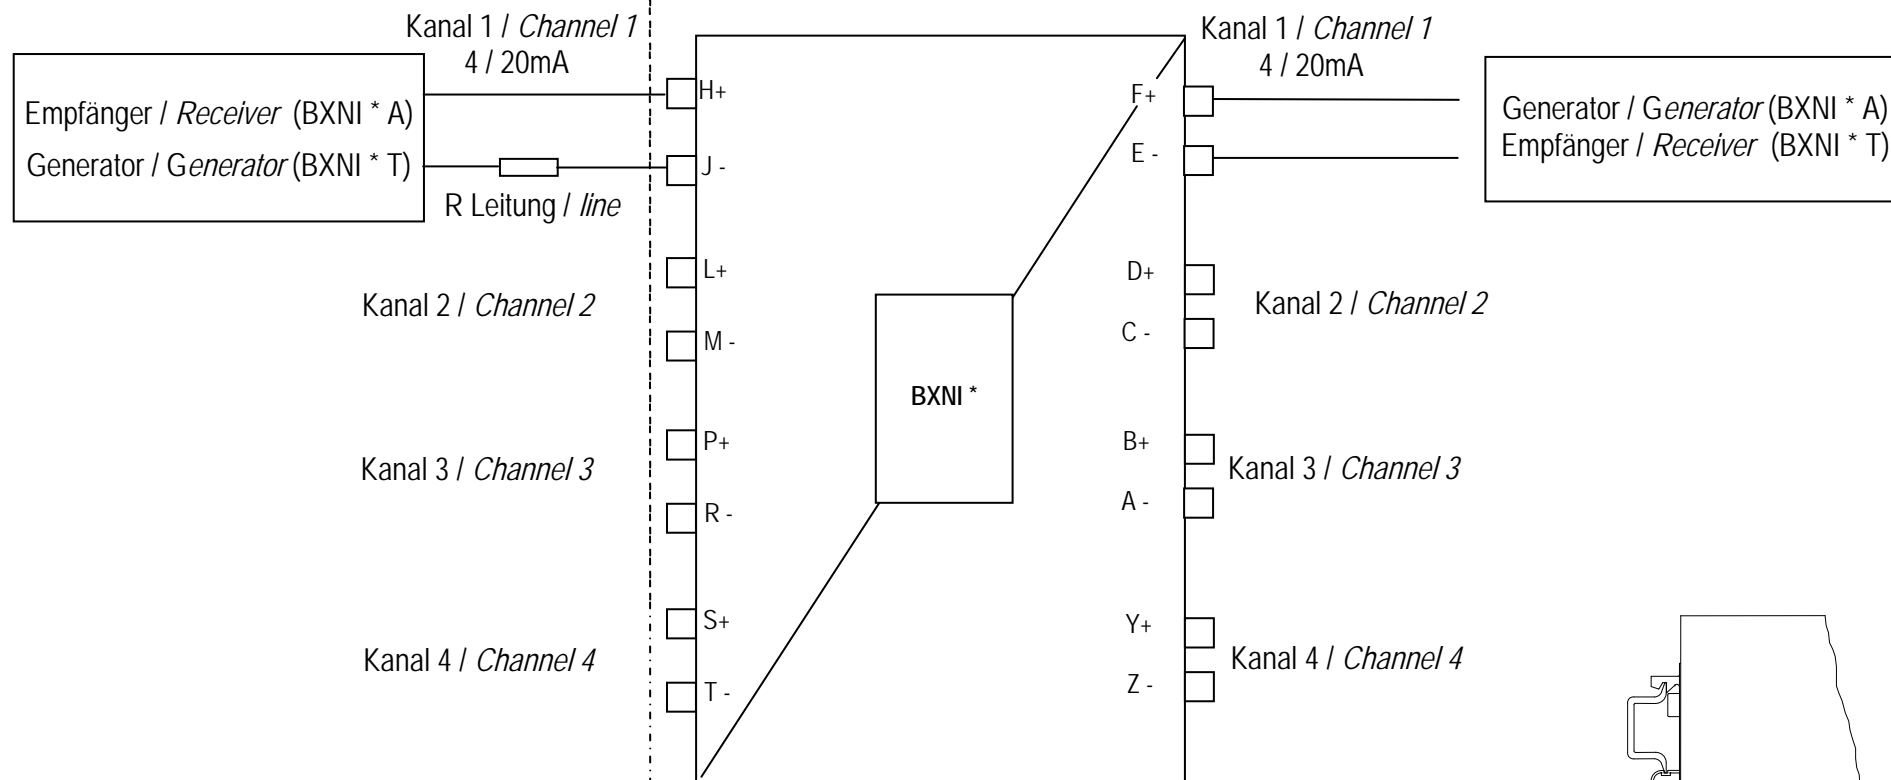 Kanal 1 / Channel 1
4 / 20mA
Empfänger / Receiver (BXNI * A)
Generator / Generator (BXNI * T)
R Leitung / line
Kanal 2 / Channel 2
Kanal 3 / Channel 3
Kanal 4 / Channel 4
H+
J -
L+
M -
P+
R -
S+
T -
BXNI *
F+
E -
D+
C -
B+
A -
Y+
Z -
Kanal 1 / Channel 1
4 / 20mA
Generator / Generator (BXNI * A)
Empfänger / Receiver (BXNI * T)
Kanal 2 / Channel 2
Kanal 3 / Channel 3
Kanal 4 / Channel 4